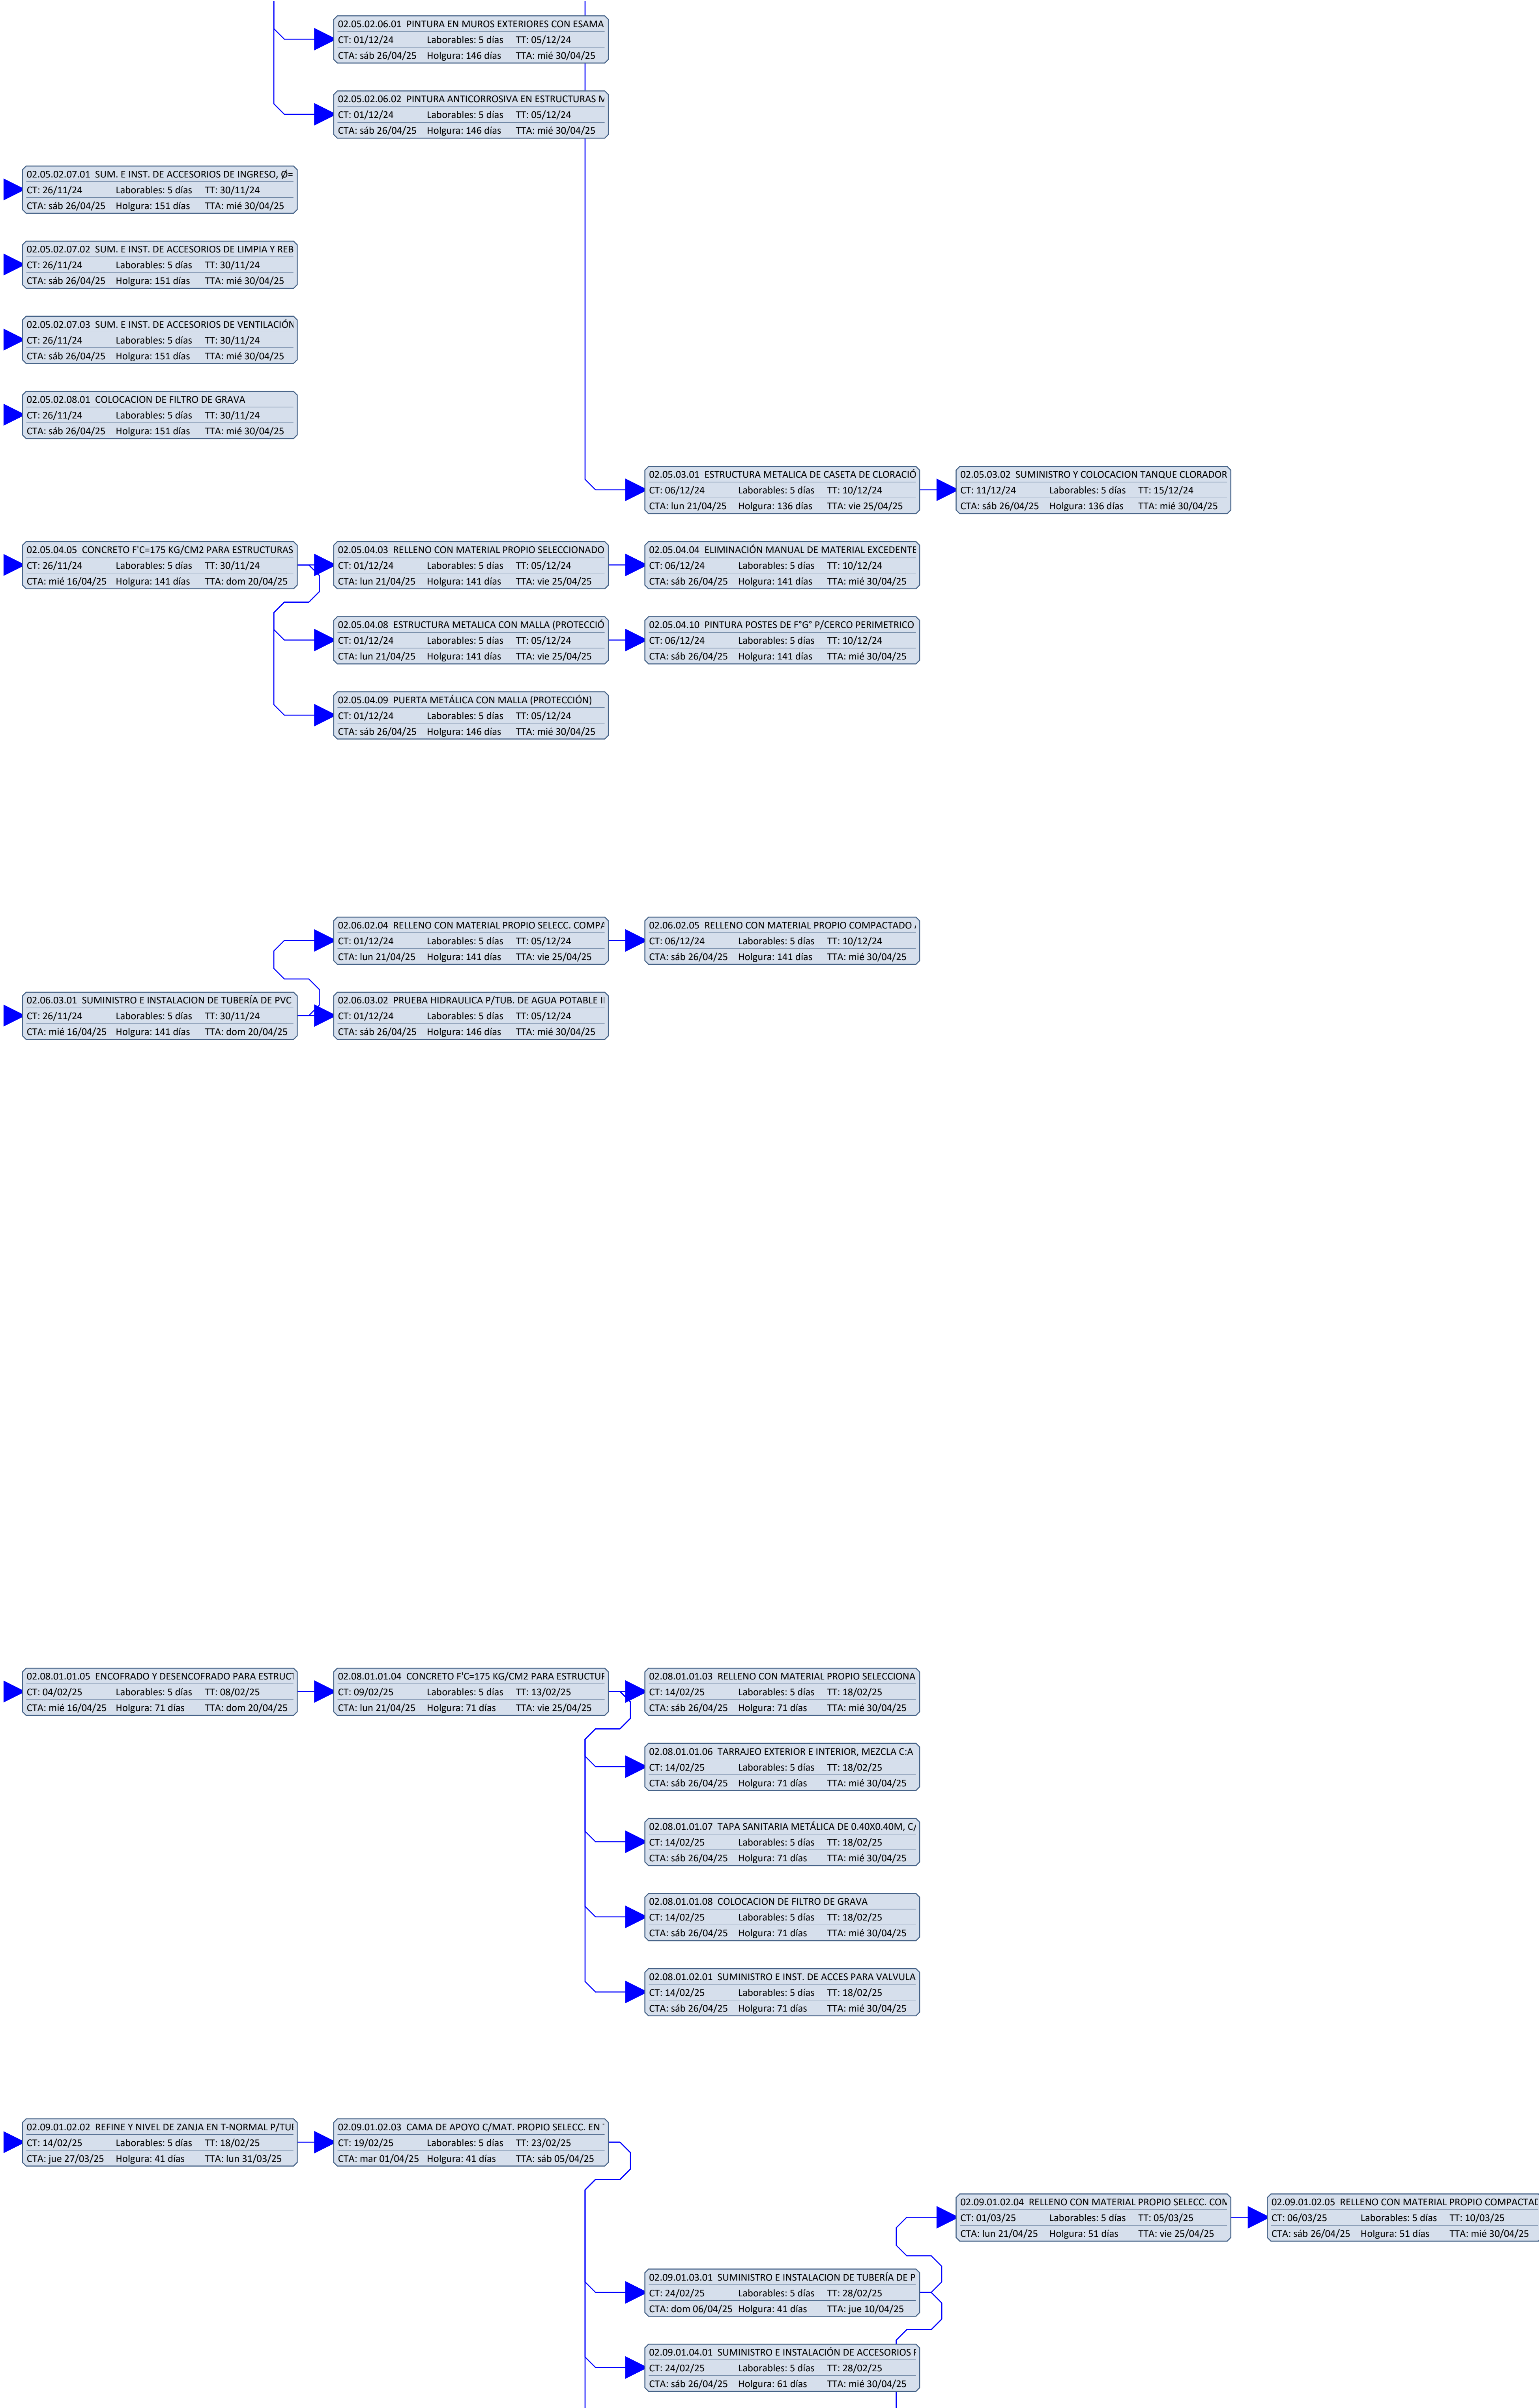 02.05.02.06.01 PINTURA EN MUROS EXTERIORES CON ESAMA
CT: 01/12/24 Laborables: 5 días TT: 05/12/24
CTA: sáb 26/04/25 Holgura: 146 días TTA: mié 30/04/25
02.05.02.06.02 PINTURA ANTICORROSIVA EN ESTRUCTURAS
CT: 01/12/24 Laborables: 5 días TT: 05/12/24
CTA: sáb 26/04/25 Holgura: 146 días TTA: mié 30/04/25
02.05.02.07.01 SUM. E INST. DE ACCESORIOS DE INGRESO, Ø=
CT: 26/11/24 Laborables: 5 días TT: 30/11/24
CTA: sáb 26/04/25 Holgura: 151 días TTA: mié 30/04/25
02.05.02.07.02 SUM. E INST. DE ACCESORIOS DE LIMPIA Y REB
CT: 26/11/24 Laborables: 5 días TT: 30/11/24
CTA: sáb 26/04/25 Holgura: 151 días TTA: mié 30/04/25
02.05.02.07.03 SUM. E INST. DE ACCESORIOS DE VENTILACIÓN
CT: 26/11/24 Laborables: 5 días TT: 30/11/24
CTA: sáb 26/04/25 Holgura: 151 días TTA: mié 30/04/25
02.05.02.08.01 COLOCACION DE FILTRO DE GRAVA
CT: 26/11/24 Laborables: 5 días TT: 30/11/24
CTA: sáb 26/04/25 Holgura: 151 días TTA: mié 30/04/25
02.05.03.01 ESTRUCTURA METALICA DE CASETA DE CLORACIÓ
CT: 06/12/24 Laborables: 5 días TT: 10/12/24
CTA: lun 21/04/25 Holgura: 136 días TTA: vie 25/04/25
02.05.03.02 SUMINISTRO Y COLOCACION TANQUE CLORADOR
CT: 11/12/24 Laborables: 5 días TT: 15/12/24
CTA: sáb 26/04/25 Holgura: 136 días TTA: mié 30/04/25
02.05.04.05 CONCRETO F'C=175 KG/CM2 PARA ESTRUCTURAS
CT: 26/11/24 Laborables: 5 días TT: 30/11/24
CTA: mié 16/04/25 Holgura: 141 días TTA: dom 20/04/25
02.05.04.03 RELLENO CON MATERIAL PROPIO SELECCIONADO
CT: 01/12/24 Laborables: 5 días TT: 05/12/24
CTA: lun 21/04/25 Holgura: 141 días TTA: vie 25/04/25
02.05.04.04 ELIMINACIÓN MANUAL DE MATERIAL EXCEDENTE
CT: 06/12/24 Laborables: 5 días TT: 10/12/24
CTA: sáb 26/04/25 Holgura: 141 días TTA: mié 30/04/25
02.05.04.08 ESTRUCTURA METALICA CON MALLA (PROTECCIÓ
CT: 01/12/24 Laborables: 5 días TT: 05/12/24
CTA: lun 21/04/25 Holgura: 141 días TTA: vie 25/04/25
02.05.04.10 PINTURA POSTES DE F°G° P/CERCO PERIMETRICO
CT: 06/12/24 Laborables: 5 días TT: 10/12/24
CTA: sáb 26/04/25 Holgura: 141 días TTA: mié 30/04/25
02.05.04.09 PUERTA METÁLICA CON MALLA (PROTECCIÓN)
CT: 01/12/24 Laborables: 5 días TT: 05/12/24
CTA: sáb 26/04/25 Holgura: 146 días TTA: mié 30/04/25
02.06.02.04 RELLENO CON MATERIAL PROPIO SELECC. COMPA
CT: 01/12/24 Laborables: 5 días TT: 05/12/24
CTA: lun 21/04/25 Holgura: 141 días TTA: vie 25/04/25
02.06.02.05 RELLENO CON MATERIAL PROPIO COMPACTADO
CT: 06/12/24 Laborables: 5 días TT: 10/12/24
CTA: sáb 26/04/25 Holgura: 141 días TTA: mié 30/04/25
02.06.03.01 SUMINISTRO E INSTALACION DE TUBERÍA DE PVC
CT: 26/11/24 Laborables: 5 días TT: 30/11/24
CTA: mié 16/04/25 Holgura: 141 días TTA: dom 20/04/25
02.06.03.02 PRUEBA HIDRAULICA P/TUB. DE AGUA POTABLE
CT: 01/12/24 Laborables: 5 días TT: 05/12/24
CTA: sáb 26/04/25 Holgura: 146 días TTA: mié 30/04/25
02.08.01.01.05 ENCOFRADO Y DESENCOFRADO PARA ESTRUCT
CT: 04/02/25 Laborables: 5 días TT: 08/02/25
CTA: mié 16/04/25 Holgura: 71 días TTA: dom 20/04/25
02.08.01.01.04 CONCRETO F'C=175 KG/CM2 PARA ESTRUCTUR
CT: 09/02/25 Laborables: 5 días TT: 13/02/25
CTA: lun 21/04/25 Holgura: 71 días TTA: vie 25/04/25
02.08.01.01.03 RELLENO CON MATERIAL PROPIO SELECCIONA
CT: 14/02/25 Laborables: 5 días TT: 18/02/25
CTA: sáb 26/04/25 Holgura: 71 días TTA: mié 30/04/25
02.08.01.01.06 TARRAJEO EXTERIOR E INTERIOR, MEZCLA C:A
CT: 14/02/25 Laborables: 5 días TT: 18/02/25
CTA: sáb 26/04/25 Holgura: 71 días TTA: mié 30/04/25
02.08.01.01.07 TAPA SANITARIA METÁLICA DE 0.40X0.40M, C/
CT: 14/02/25 Laborables: 5 días TT: 18/02/25
CTA: sáb 26/04/25 Holgura: 71 días TTA: mié 30/04/25
02.08.01.01.08 COLOCACION DE FILTRO DE GRAVA
CT: 14/02/25 Laborables: 5 días TT: 18/02/25
CTA: sáb 26/04/25 Holgura: 71 días TTA: mié 30/04/25
02.08.01.02.01 SUMINISTRO E INST. DE ACCES PARA VALVULA
CT: 14/02/25 Laborables: 5 días TT: 18/02/25
CTA: sáb 26/04/25 Holgura: 71 días TTA: mié 30/04/25
02.09.01.02.02 REFINE Y NIVEL DE ZANJA EN T-NORMAL P/TUI
CT: 14/02/25 Laborables: 5 días TT: 18/02/25
CTA: jue 27/03/25 Holgura: 41 días TTA: lun 31/03/25
02.09.01.02.03 CAMA DE APOYO C/MAT. PROPIO SELECC. EN
CT: 19/02/25 Laborables: 5 días TT: 23/02/25
CTA: mar 01/04/25 Holgura: 41 días TTA: sáb 05/04/25
02.09.01.02.04 RELLENO CON MATERIAL PROPIO SELECC. COM
CT: 01/03/25 Laborables: 5 días TT: 05/03/25
CTA: lun 21/04/25 Holgura: 51 días TTA: vie 25/04/25
02.09.01.02.05 RELLENO CON MATERIAL PROPIO COMPACTAD
CT: 06/03/25 Laborables: 5 días TT: 10/03/25
CTA: sáb 26/04/25 Holgura: 51 días TTA: mié 30/04/25
02.09.01.03.01 SUMINISTRO E INSTALACION DE TUBERÍA DE P
CT: 24/02/25 Laborables: 5 días TT: 28/02/25
CTA: dom 06/04/25 Holgura: 41 días TTA: jue 10/04/25
02.09.01.04.01 SUMINISTRO E INSTALACIÓN DE ACCESORIOS
CT: 24/02/25 Laborables: 5 días TT: 28/02/25
CTA: sáb 26/04/25 Holgura: 61 días TTA: mié 30/04/25